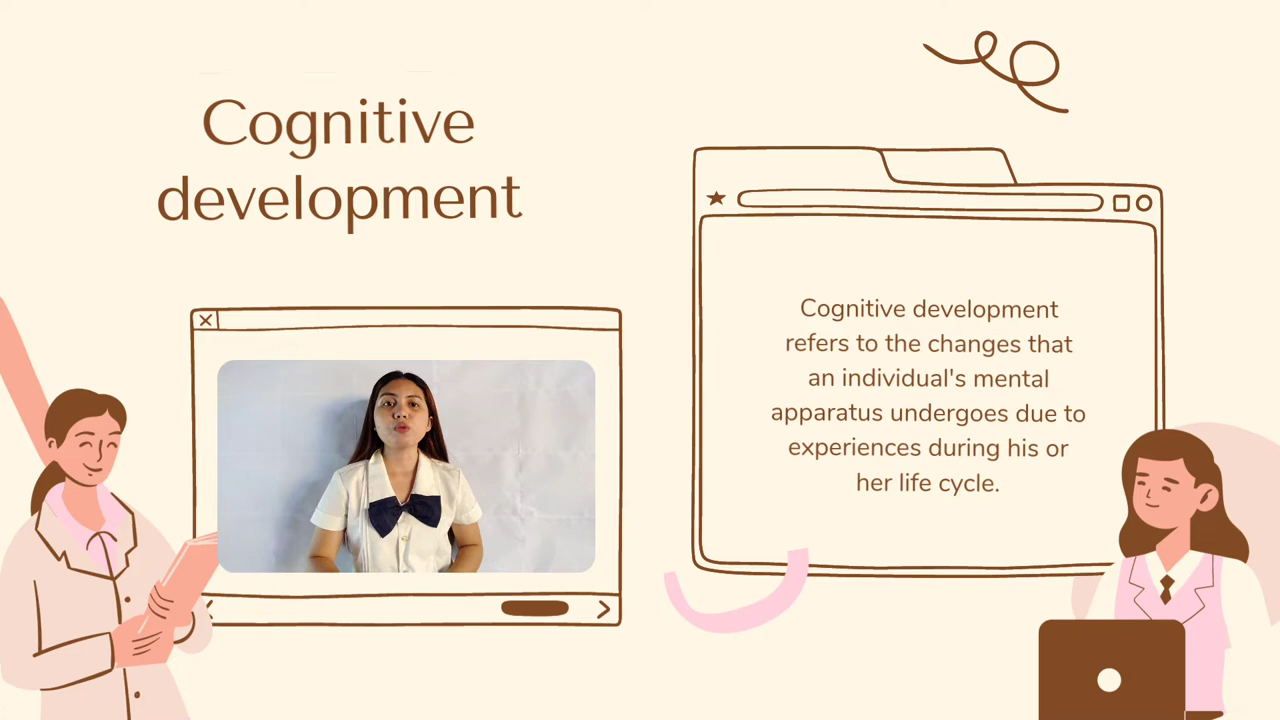 Cognitive
development
Cognitive development
refers to the changes that
an individual's mental
apparatus undergoes due to
experiences during his or
her life cycle.